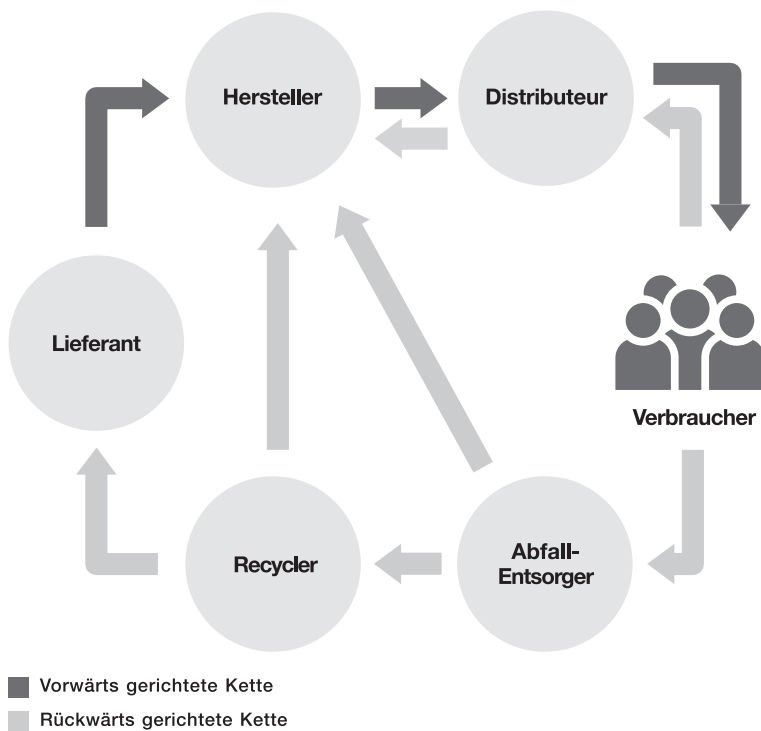 Hersteller
Distributeur
Lieferant
Verbraucher
Recycler
Abfall-
Entsorger
Vorwärts gerichtete Kette
Rückwärts gerichtete Kette